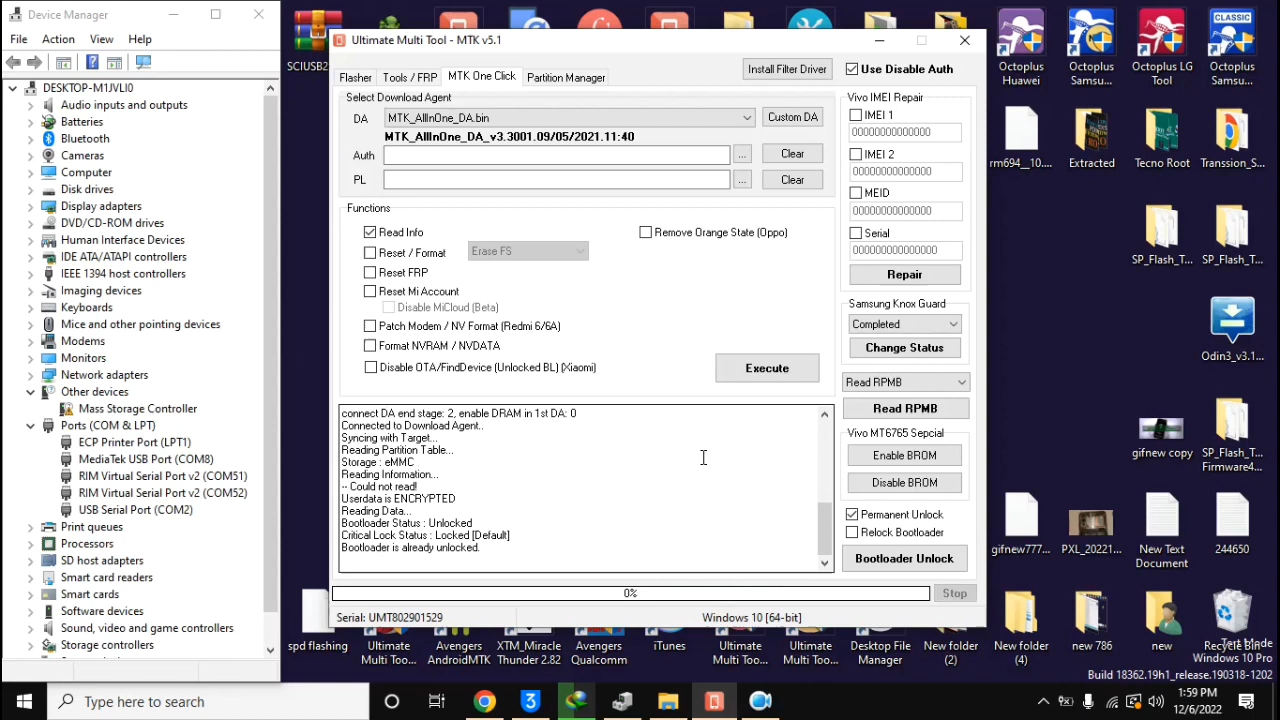 Device Manager
File Action View Help
DESKTOP-M1JVLI0
Audio inputs and outputs
Batteries
Bluetooth
Cameras
Computer
Disk drives
Display adapters
DVD/CD-ROM drives
Human Interface Devices
IDE ATA/ATAPI controllers
IEEE 1394 host controllers
Imaging devices
Keyboards
Mice and other pointing devices
Modems
Monitors
Network adapters
Other devices
Mass Storage Controller
Ports (COM & LPT)
ECP Printer Port (LPT1)
MediaTek USB Port (COM8)
RIM Virtual Serial Port v2 (COM51)
RIM Virtual Serial Port v2 (COM52)
USB Serial Port (COM2)
Print queues
Processors
SD host adapters
Smart card readers
Smart cards
Software devices
Sound, video and game controllers
Storage controllers
SCIUSB2
Ultimate Multi Tool - MTK v5.1
Flasher Tools / FRP MTK One Click Partition Manager
Install Filter Driver
Use Disable Auth
Select Download Agent
DA MTK_AllInOne_DA.bin Custom DA
MTK_AllInOne_DA_v3.3001.09/05/2021.11:40
Auth ... Clear
PL ... Clear
Functions
Read Info
Remove Orange State (Oppo)
Reset / Format Erase FS
Reset FRP
Reset Mi Account
Disable MiCloud (Beta)
Patch Modem / NV Format (Redmi 6/6A)
Format NVRAM / NVDATA
Disable OTA/FindDevice (Unlocked BL) [Xiaomi]
Execute
connect DA end stage: 2, enable DRAM in 1st DA: 0
Connected to Download Agent..
Syncing with Target...
Reading Partition Table...
Storage : eMMC
Reading Information...
-- Could not read!
Userdata is ENCRYPTED
Reading Data...
Bootloader Status : Unlocked
Critical Lock Status : Locked [Default]
Bootloader is already unlocked.
Vivo IMEI Repair
IMEI 1
00000000000000
IMEI 2
00000000000000
MEID
00000000000000
Serial
000000000000000
Repair
Samsung Knox Guard
Completed
Change Status
Read RPMB
Read RPMB
Vivo MT6765 Sepcial
Enable BROM
Disable BROM
Permanent Unlock
Relock Bootloader
Bootloader Unlock
0%
Stop
Serial: UMT802901529
Windows 10 [64-bit]
Octoplus Huawei
Octoplus Samsu...
Octoplus LG Tool
CLASSIC
Octoplus Samsu...
rm694__10....
Extracted
Tecno Root
Transsion_S...
SP_Flash_T...
SP_Flash_T...
Odin3_v3.1...
gifnew copy
SP_Flash_T... Firmware4...
gifnew777...
PXL_20221...
New Text Document
244650
spd flashing
Ultimate Multi Too...
Avengers AndroidMTK
XTM_Miracle Thunder 2.82
Avengers Qualcomm
iTunes
Ultimate Multi Too...
Ultimate Multi Too...
Desktop File Manager
New folder (2)
New folder (4)
new 786
new
Recycle Bin
Test Mode
Windows 10 Pro
Build 18362.19h1_release.190318-1202
Type here to search
1:59 PM
12/6/2022